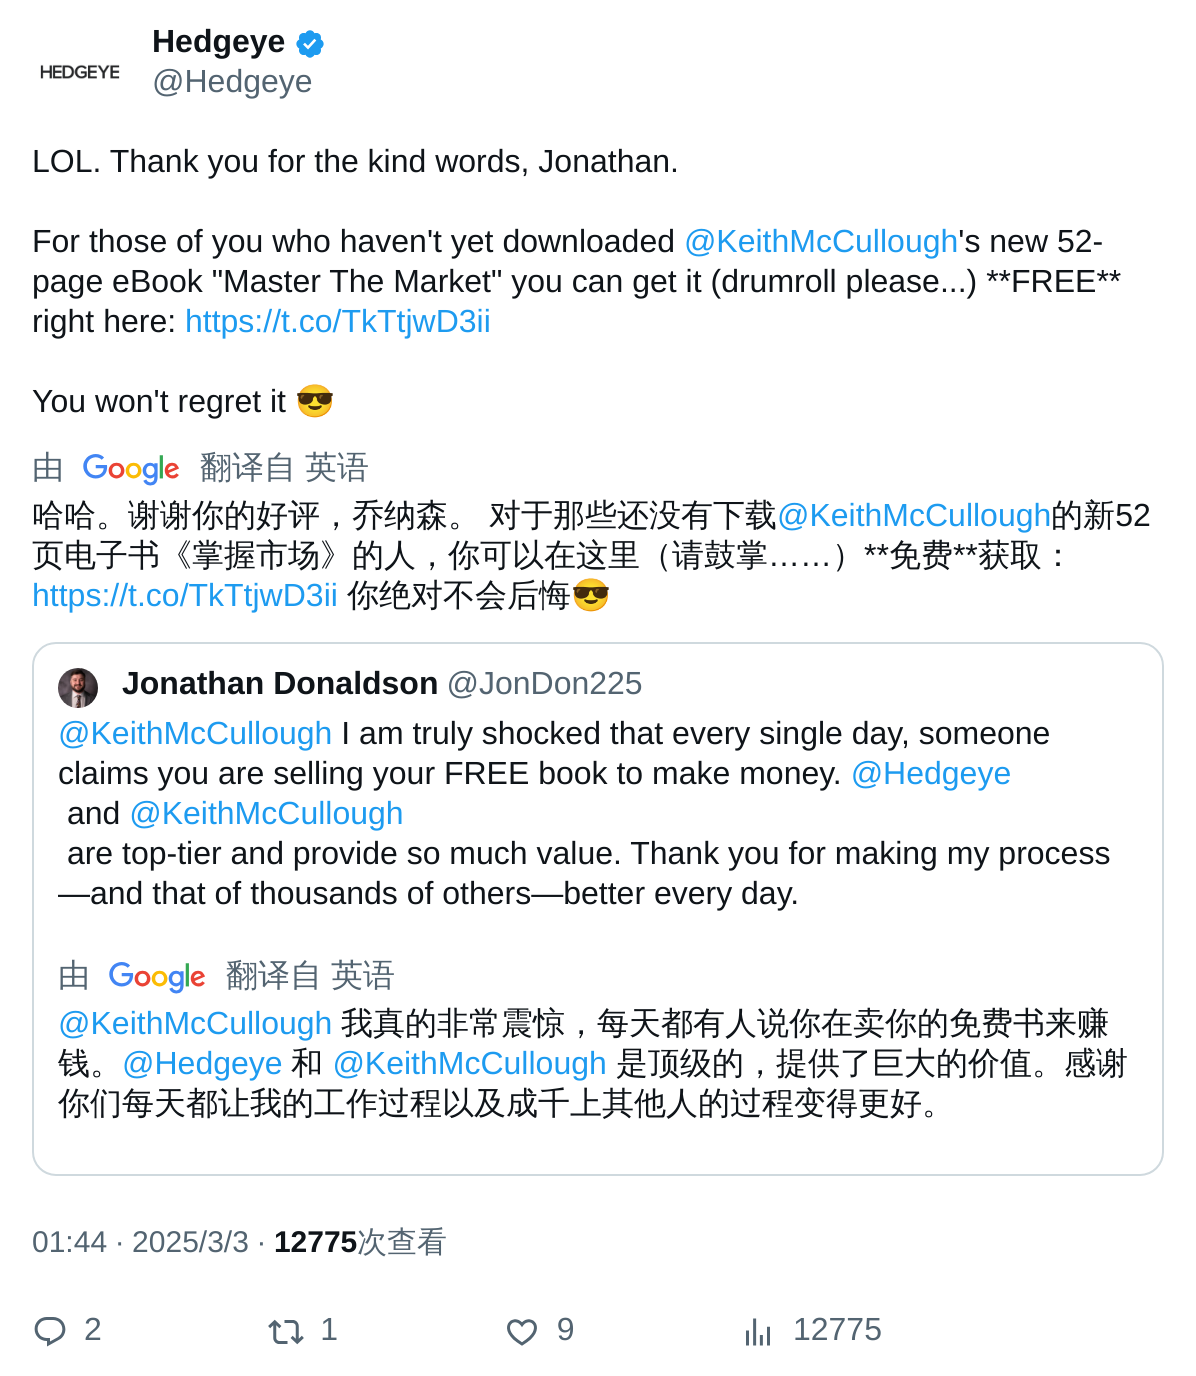 HEDGEYE
Hedgeye
@Hedgeye
LOL. Thank you for the kind words, Jonathan.
For those of you who haven't yet downloaded @KeithMcCullough's new 52-
page eBook "Master The Market" you can get it (drumroll please...) **FREE**
right here: https://t.co/TkTtjwD3ii
You won't regret it 😎
由 Google 翻译自 英语
哈哈。谢谢你的好评，乔纳森。 对于那些还没有下载@KeithMcCullough的新52
页电子书《掌握市场》的人，你可以在这里（请鼓掌……）**免费**获取：
https://t.co/TkTtjwD3ii 你绝对不会后悔😎
Jonathan Donaldson @JonDon225
@KeithMcCullough I am truly shocked that every single day, someone
claims you are selling your FREE book to make money. @Hedgeye
and @KeithMcCullough
are top-tier and provide so much value. Thank you for making my process
—and that of thousands of others—better every day.
由 Google 翻译自 英语
@KeithMcCullough 我真的非常震惊，每天都有人说你在卖你的免费书来赚
钱。@Hedgeye 和 @KeithMcCullough 是顶级的，提供了巨大的价值。感谢
你们每天都让我的工作过程以及成千上其他人的过程变得更好。
01:44 · 2025/3/3 · 12775次查看
2 1 9 12775